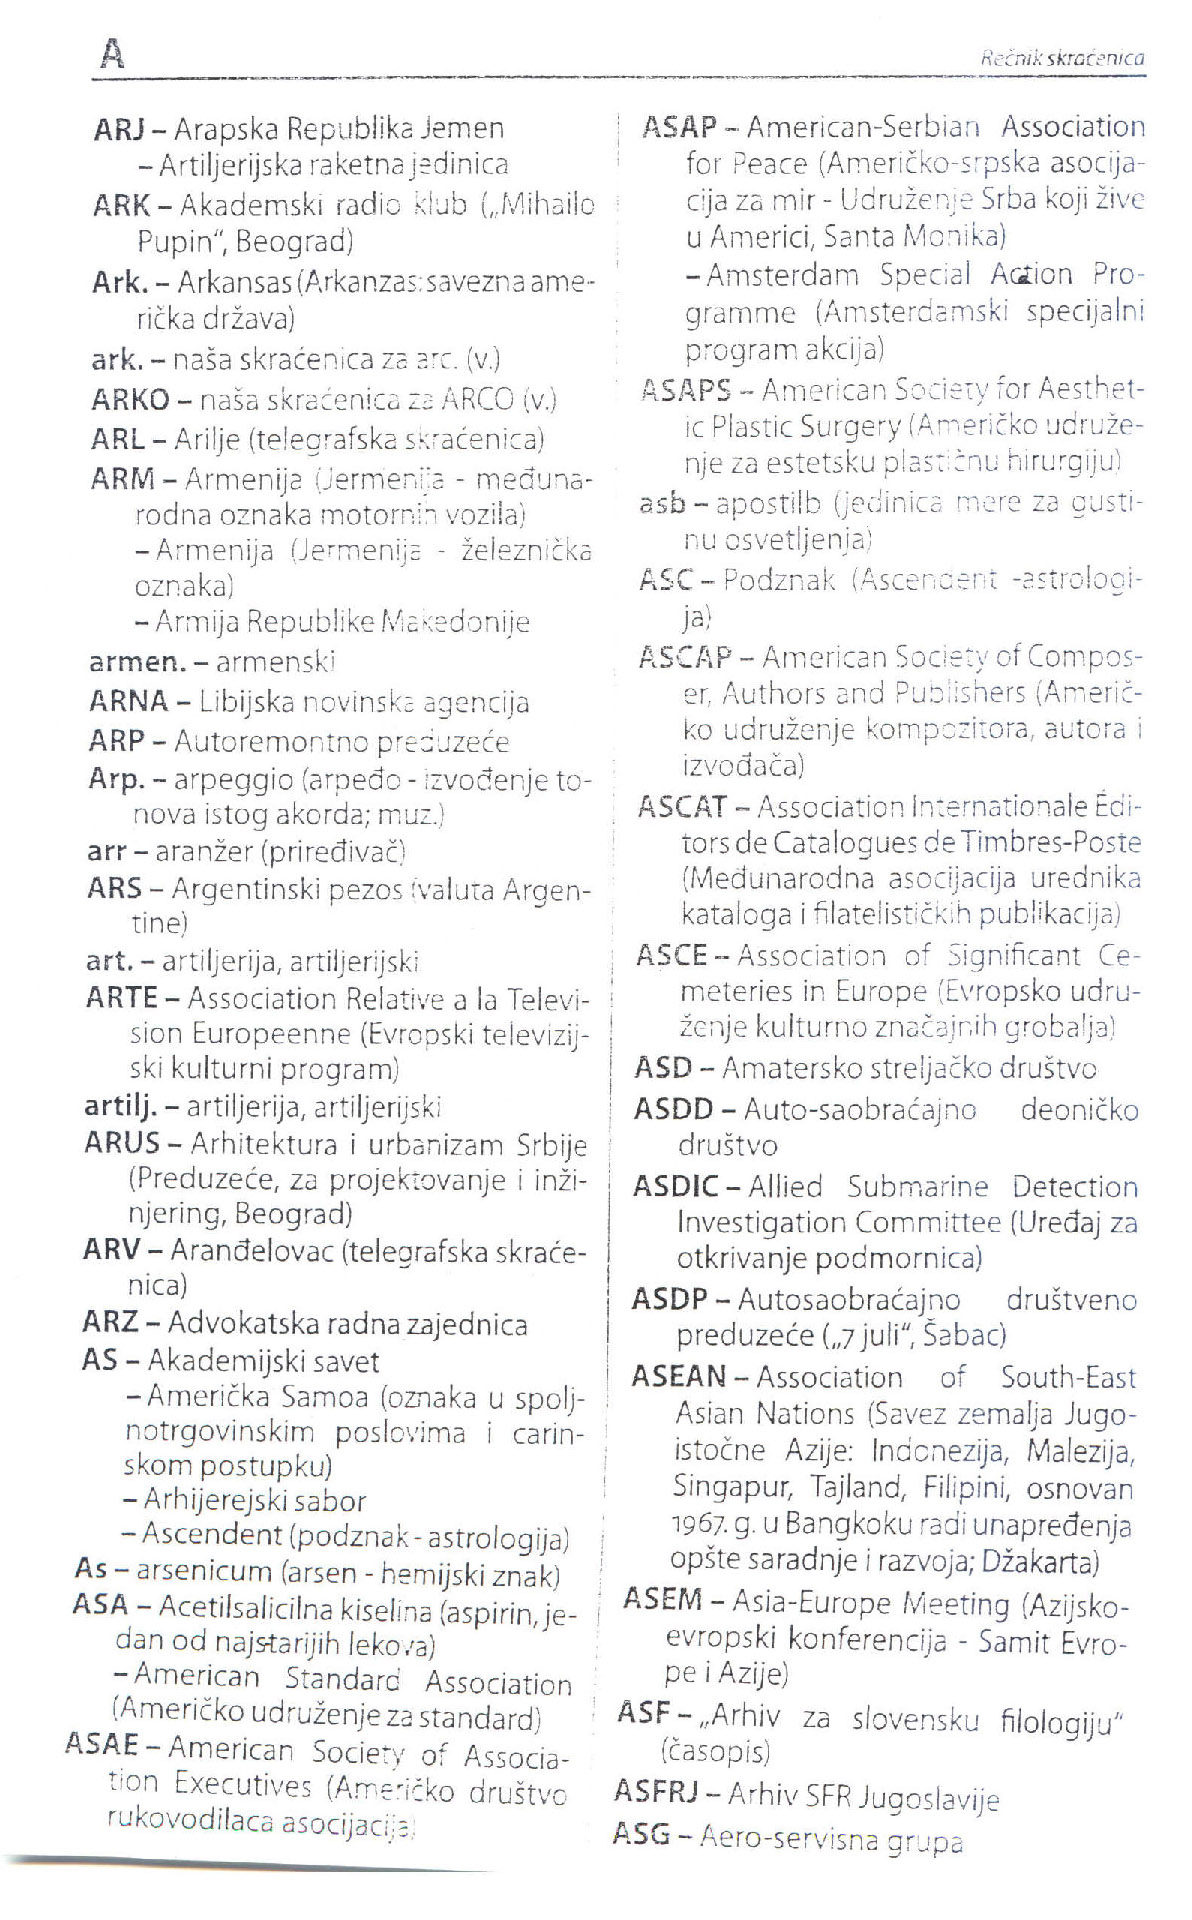 A
Rečnik skraćenica
ARJ – Arapska Republika Jemen
– Artiljerijska raketna jedinica
ARK – Akademski radio klub („Mihailo
Pupin“, Beograd)
Ark. – Arkansas (Arkanzas: savezna ame-
rička država)
ark. – naša skraćenica za arc. (v.)
ARKO – naša skraćenica za ARCO (v.)
ARL – Arilje (telegrafska skraćenica)
ARM – Armenija (Jermenija - međuna-
rodna oznaka motornih vozila)
– Armenija (Jermenija - železnička
oznaka)
– Armija Republike Makedonije
armen. – armenski
ARNA – Libijska novinska agencija
ARP – Autoremontno preduzeće
Arp. – arpeggio (arpeđo - izvođenje to-
nova istog akorda; muz.)
arr – aranžer (priređivač)
ARS – Argentinski pezos (valuta Argen-
tine)
art. – artiljerija, artiljerijski
ARTE – Association Relative a la Televi-
sion Europeenne (Evropski televizij-
ski kulturni program)
artilj. – artiljerija, artiljerijski
ARUS – Arhitektura i urbanizam Srbije
(Preduzeće, za projektovanje i inži-
njering, Beograd)
ARV – Aranđelovac (telegrafska skraće-
nica)
ARZ – Advokatska radna zajednica
AS – Akademijski savet
– Američka Samoa (oznaka u spolj-
notrgovinskim poslovima i carin-
skom postupku)
– Arhijerejski sabor
– Ascendent (podznak - astrologija)
As – arsenicum (arsen - hemijski znak)
ASA – Acetilsalicilna kiselina (aspirin, je-
dan od najstarijih lekova)
– American Standard Association
(Američko udruženje za standard)
ASAE – American Society of Associa-
tion Executives (Američko društvo
rukovodilaca asocijacija)
ASAP – American-Serbian Association
for Peace (Američko-srpska asocija-
cija za mir - Udruženje Srba koji žive
u Americi, Santa Monika)
– Amsterdam Special Action Pro-
gramme (Amsterdamski specijalni
program akcija)
ASAPS – American Society for Aesthet-
ic Plastic Surgery (Američko udruže-
nje za estetsku plastičnu hirurgiju)
asb – apostilb (jedinica mere za gusti-
nu osvetljenja)
ASC – Podznak (Ascendent -astrologi-
ja)
ASCAP – American Society of Compos-
er, Authors and Publishers (Američ-
ko udruženje kompozitora, autora i
izvođača)
ASCAT – Association Internationale Édi-
tors de Catalogues de Timbres-Poste
(Međunarodna asocijacija urednika
kataloga i filatelističkih publikacija)
ASCE – Association of Significant Ce-
meteries in Europe (Evropsko udru-
ženje kulturno značajnih grobalja)
ASD – Amatersko streljačko društvo
ASDD – Auto-saobraćajno deoničko
društvo
ASDIC – Allied Submarine Detection
Investigation Committee (Uređaj za
otkrivanje podmornica)
ASDP – Autosaobraćajno društveno
preduzeće („7 juli“, Šabac)
ASEAN – Association of South-East
Asian Nations (Savez zemalja Jugo-
istočne Azije: Indonezija, Malezija,
Singapur, Tajland, Filipini, osnovan
1967. g. u Bangkoku radi unapređenja
opšte saradnje i razvoja; Džakarta)
ASEM – Asia-Europe Meeting (Azijsko-
evropski konferencija - Samit Evro-
pe i Azije)
ASF – „Arhiv za slovensku filologiju“
(časopis)
ASFRJ – Arhiv SFR Jugoslavije
ASG – Aero-servisna grupa